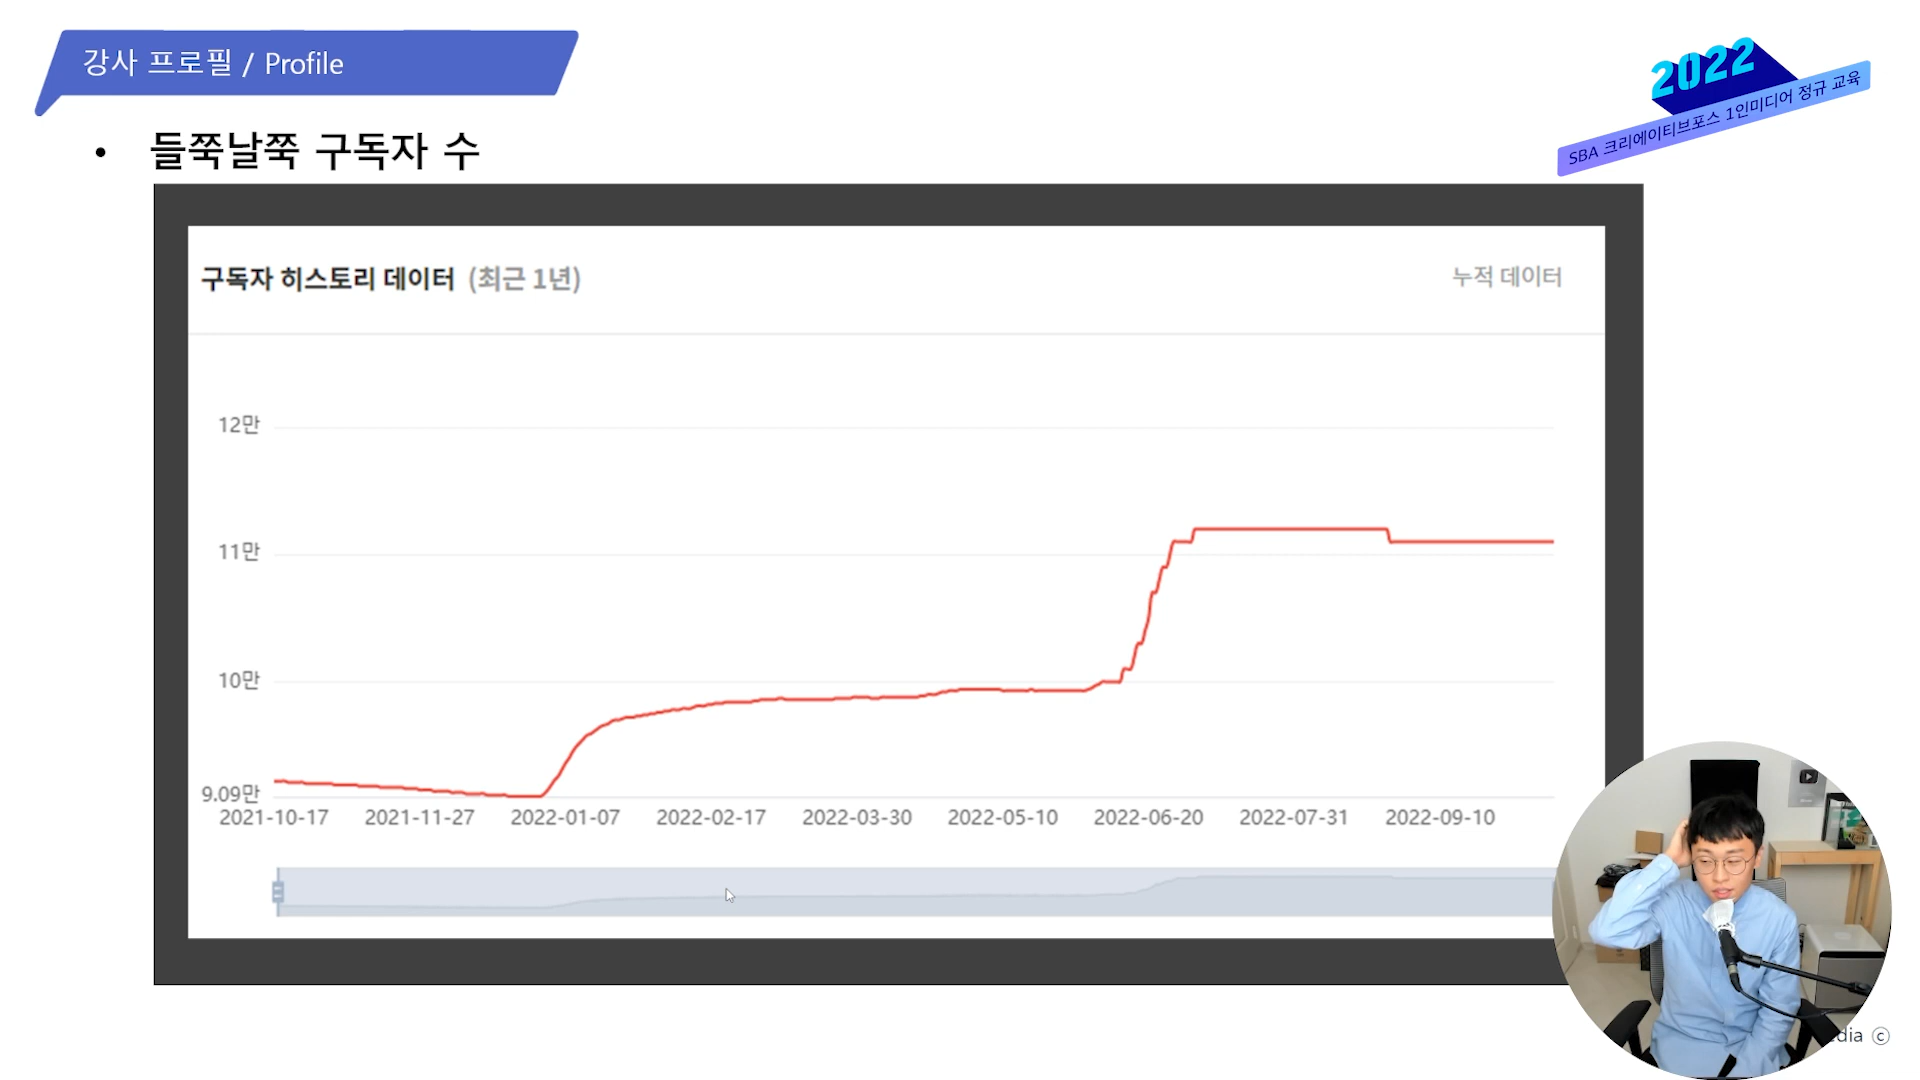 강사 프로필 / Profile
2022
SBA 크리에이티브포스 1인미디어 정규 교육
• 들쭉날쭉 구독자 수
구독자 히스토리 데이터 (최근 1년)
누적 데이터
12만
11만
10만
9.09만
2021-10-17 2021-11-27 2022-01-07 2022-02-17 2022-03-30 2022-05-10 2022-06-20 2022-07-31 2022-09-10
dia ⓒ